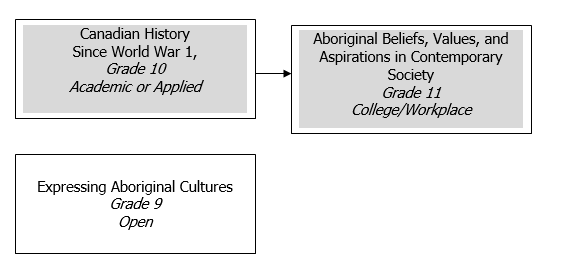 Canadian History
Since World War 1,
Grade 10
Academic or Applied
Aboriginal Beliefs, Values, and
Aspirations in Contemporary
Society
Grade 11
College/Workplace
Expressing Aboriginal Cultures
Grade 9
Open